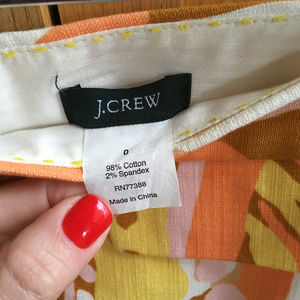 J.CREW
0
98% Cotton
2% Spandex
RN77388
Made in China